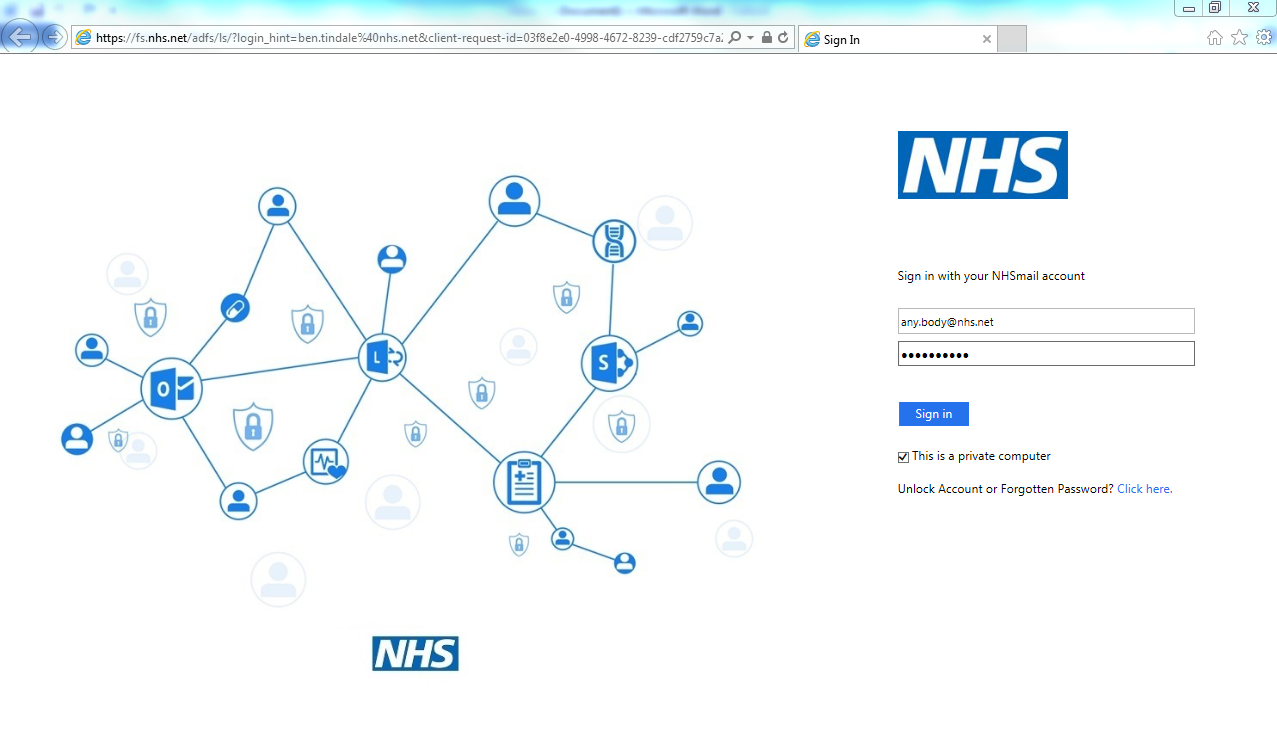 https://fs.nhs.net/adfs/ls/?login_hint=ben.tindale%40nhs.net&client-request-id=03f8e2e0-4998-4672-8239-cdf2759c7a2
Sign In
NHS
Sign in with your NHSmail account
any.body@nhs.net
Sign in
This is a private computer
Unlock Account or Forgotten Password? Click here.
O
L
S
NHS